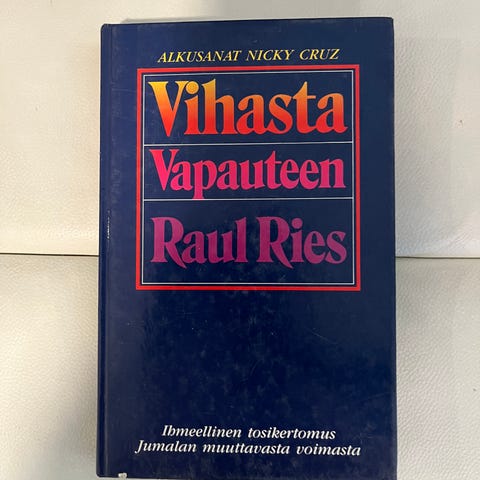 ALKUSANAT NICKY CRUZ
Vihasta
Vapauteen
Raul Ries
Ihmeellinen tosikertomus
Jumalan muuttavasta voimasta